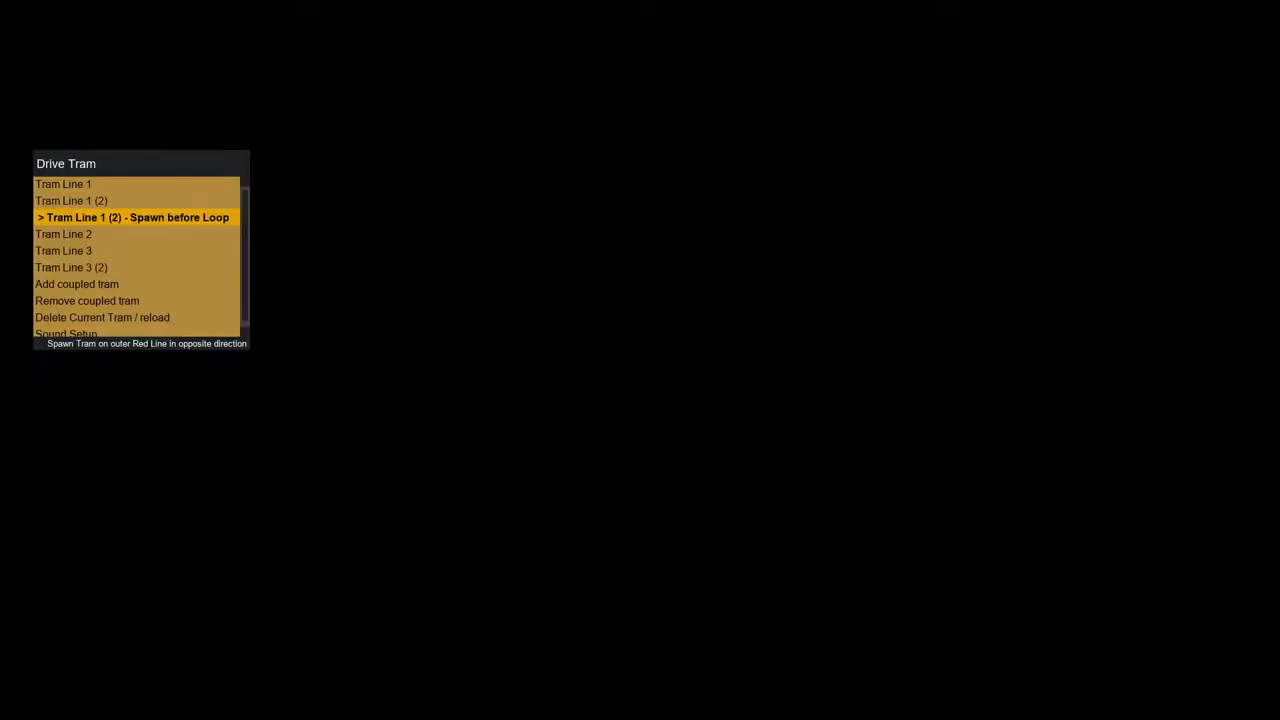 Drive Tram
Tram Line 1
Tram Line 1 (2)
> Tram Line 1 (2) - Spawn before Loop
Tram Line 2
Tram Line 3
Tram Line 3 (2)
Add coupled tram
Remove coupled tram
Delete Current Tram / reload
Sound Setup
Spawn Tram on outer Red Line in opposite direction